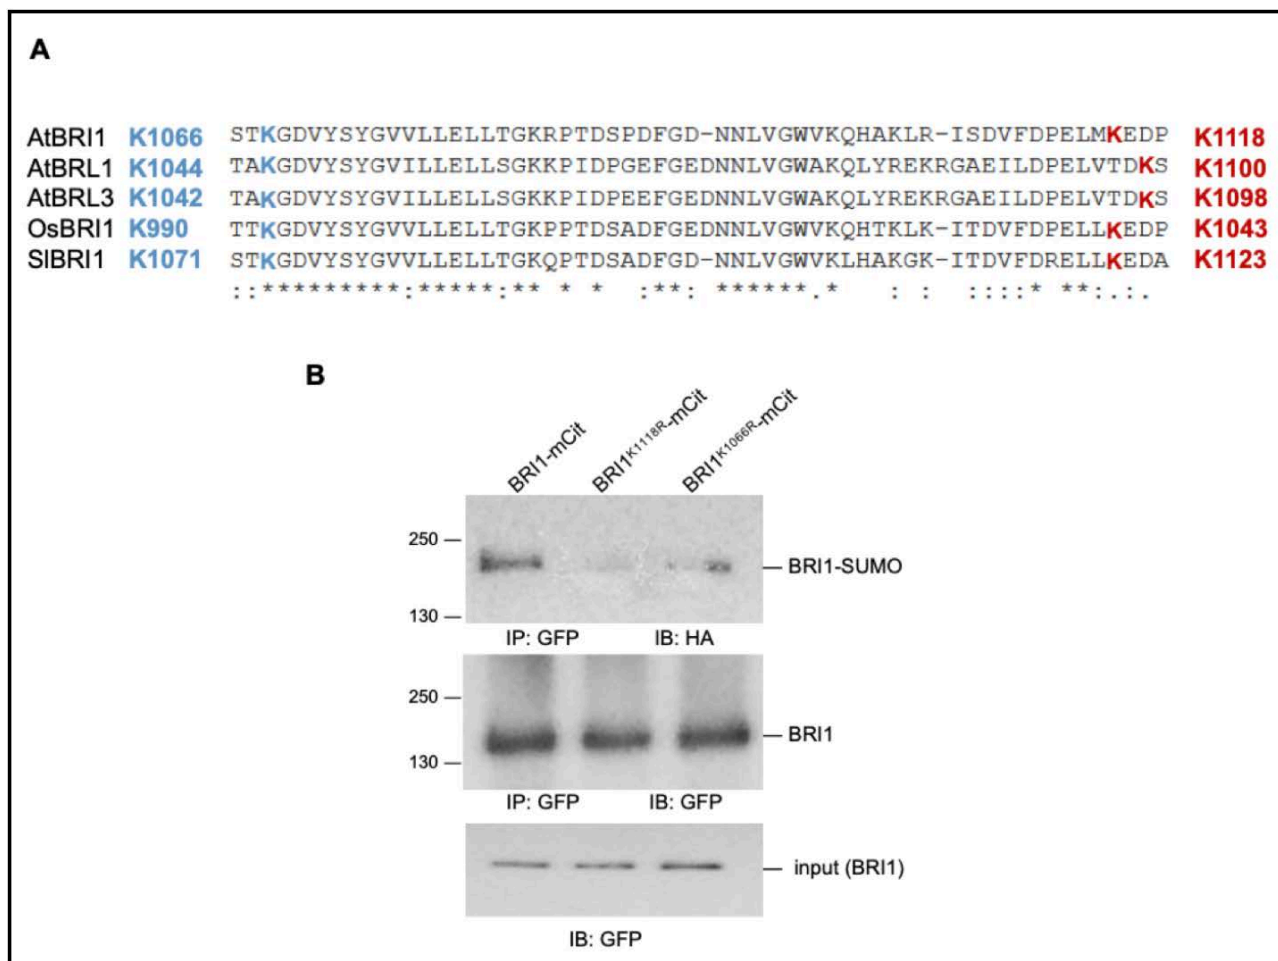 A
AtBRI1 K1066 STKGDVYSYGVVLLELLTGKRPTDSPDFGD-NNLVGWVKQHAKLR-ISDVFDPELMKEDP K1118
AtBRL1 K1044 TAKGDVYSYGVILLELLSGKKPIDPGEFGEDNNLVGWAKQLYREKRGAEILDPELVTDKS K1100
AtBRL3 K1042 TAKGDVYSYGVILLELLSGKKPIDPEEFGEDNNLVGWAKQLYREKRGAEILDPELVTDKS K1098
OsBRI1 K990 TTKGDVYSYGVVLLELLTGKPPTDSADFGEDNNLVGWVKQHTKLK-ITDVFDPELLKEDP K1043
SlBRI1 K1071 STKGDVYSYGVVLLELLTGKQPTDSADFGD-NNLVGWVKLHAKGK-ITDVFDRELLKEDA K1123
::*********:*****:** * *  :**: ******.*   : :  ::::* **:.:.
B
BRI1-mCit BRI1K1118R-mCit BRI1K1066R-mCit
250
BRI1-SUMO
130
IP: GFP IB: HA
250
BRI1
130
IP: GFP IB: GFP
input (BRI1)
IB: GFP